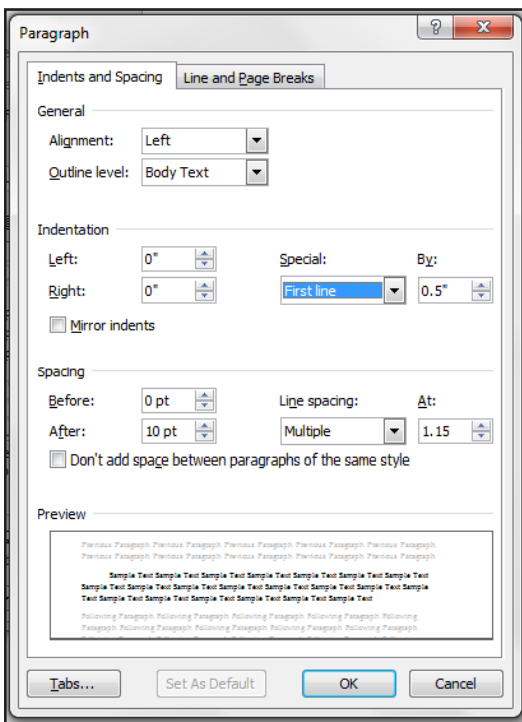 Paragraph
Indents and Spacing Line and Page Breaks
General
Alignment: Left
Outline level: Body Text
Indentation
Left: 0" Special: By:
Right: 0" First line 0.5"
Mirror indents
Spacing
Before: 0 pt Line spacing: At:
After: 10 pt Multiple 1.15
Don't add space between paragraphs of the same style
Preview
Previous Paragraph Previous Paragraph Previous Paragraph Previous Paragraph Previous Paragraph
Previous Paragraph Previous Paragraph Previous Paragraph Previous Paragraph Previous Paragraph
Sample Text Sample Text Sample Text Sample Text Sample Text Sample Text Sample Text
Sample Text Sample Text Sample Text Sample Text Sample Text Sample Text Sample Text Sample
Text Sample Text Sample Text Sample Text Sample Text Sample Text Sample Text
Following Paragraph Following Paragraph Following Paragraph Following Paragraph Following
Paragraph Following Paragraph Following Paragraph Following Paragraph Following Paragraph
Tabs... Set As Default OK Cancel